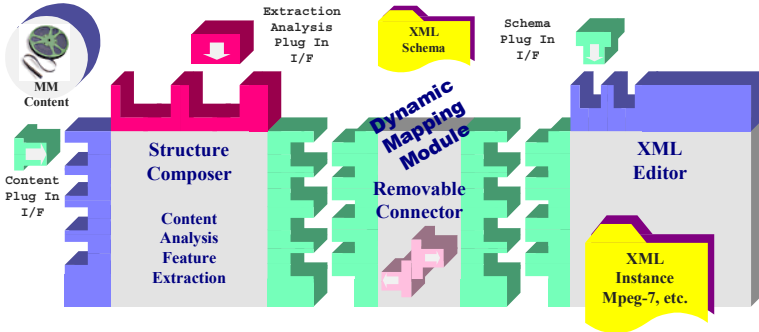 MM
Content
Extraction
Analysis
Plug In
I/F
XML
Schema
Schema
Plug In
I/F
Content
Plug In
I/F
Structure
Composer
Content
Analysis
Feature
Extraction
Dynamic
Mapping
Module
Removable
Connector
XML
Editor
XML
Instance
Mpeg-7, etc.